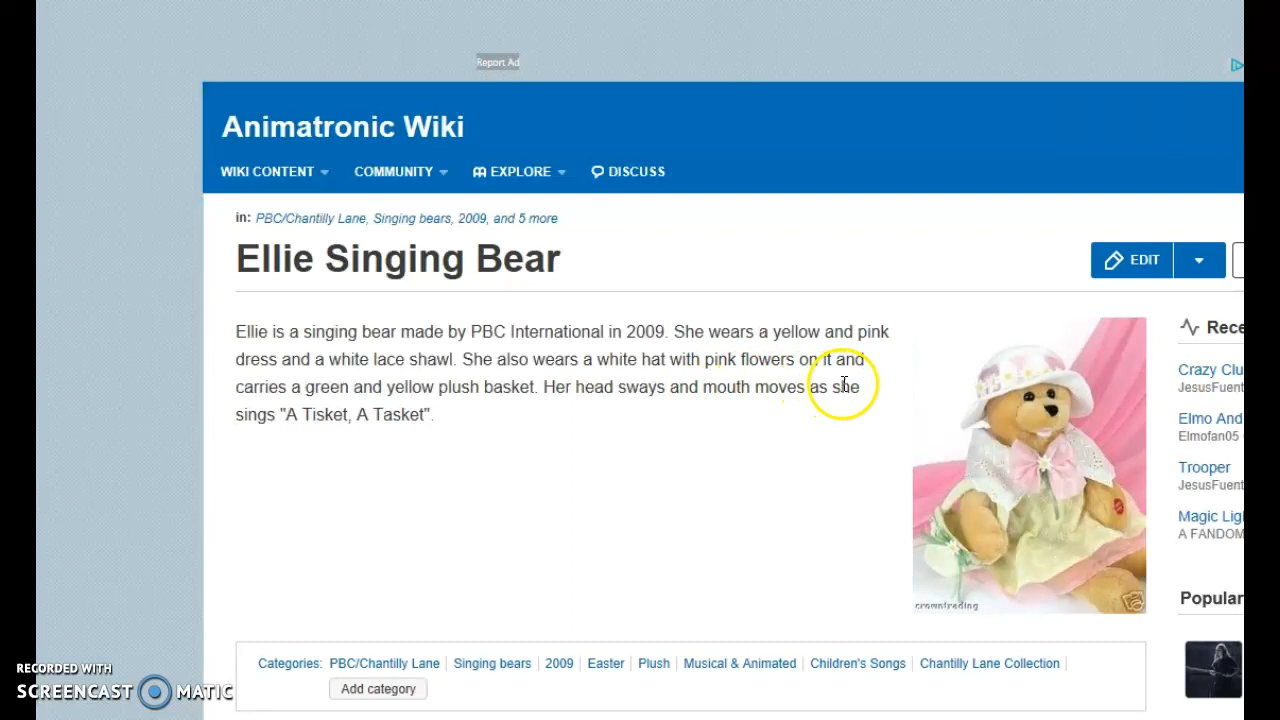 Report Ad
Animatronic Wiki
WIKI CONTENT COMMUNITY EXPLORE DISCUSS
in: PBC/Chantilly Lane, Singing bears, 2009, and 5 more
Ellie Singing Bear
EDIT
Ellie is a singing bear made by PBC International in 2009. She wears a yellow and pink
dress and a white lace shawl. She also wears a white hat with pink flowers on it and
carries a green and yellow plush basket. Her head sways and mouth moves as she
sings "A Tisket, A Tasket".
crowntrading
Rece
Crazy Clu
JesusFuent
Elmo And
Elmofan05
Trooper
JesusFuent
Magic Lig
A FANDOM
Popular
Categories: PBC/Chantilly Lane Singing bears 2009 Easter Plush Musical & Animated Children's Songs Chantilly Lane Collection
Add category
RECORDED WITH
SCREENCAST MATIC